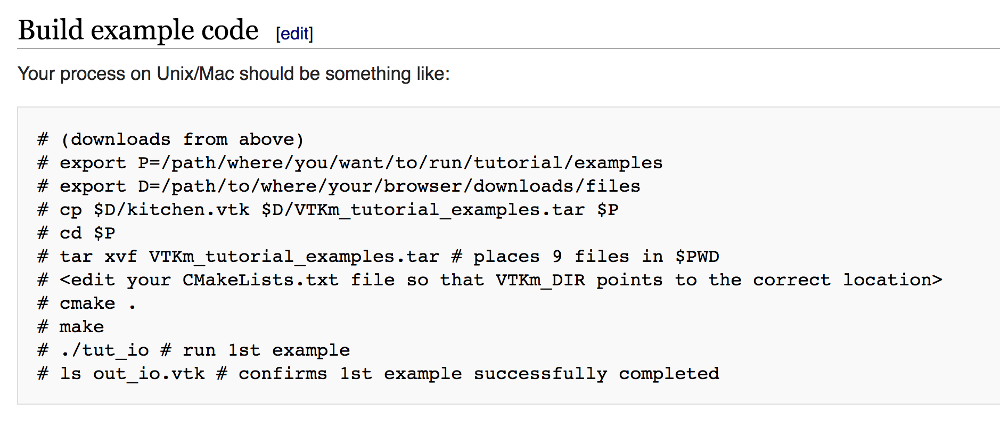 Build example code [edit]
Your process on Unix/Mac should be something like:
# (downloads from above)
# export P=/path/where/you/want/to/run/tutorial/examples
# export D=/path/to/where/your/browser/downloads/files
# cp $D/kitchen.vtk $D/VTKm_tutorial_examples.tar $P
# cd $P
# tar xvf VTKm_tutorial_examples.tar # places 9 files in $PWD
# <edit your CMakeLists.txt file so that VTKm_DIR points to the correct location>
# cmake .
# make
# ./tut_io # run 1st example
# ls out_io.vtk # confirms 1st example successfully completed